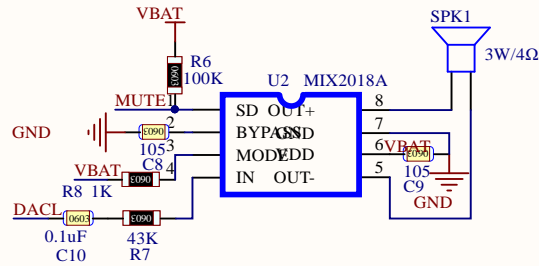 VBAT
SPK1
R6
100K
0603
3W/4Ω
U2 MIX2018A
MUTE 1
SD OUT+ 8
GND
0603
2
BYPASS GND 7
105
C8
3
MODE VDD 6
VBAT
0603
105
C9
VBAT
R8 1K
0603
4
IN OUT- 5
GND
DACL
0603
0603
0.1uF
C10
43K
R7